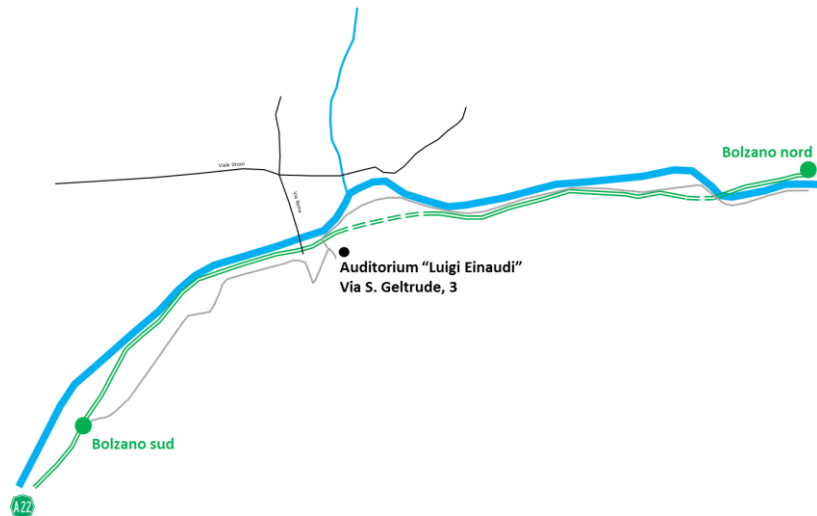 Bolzano nord
Viale Druso
Via Roma
Auditorium “Luigi Einaudi”
Via S. Geltrude, 3
Bolzano sud
A22